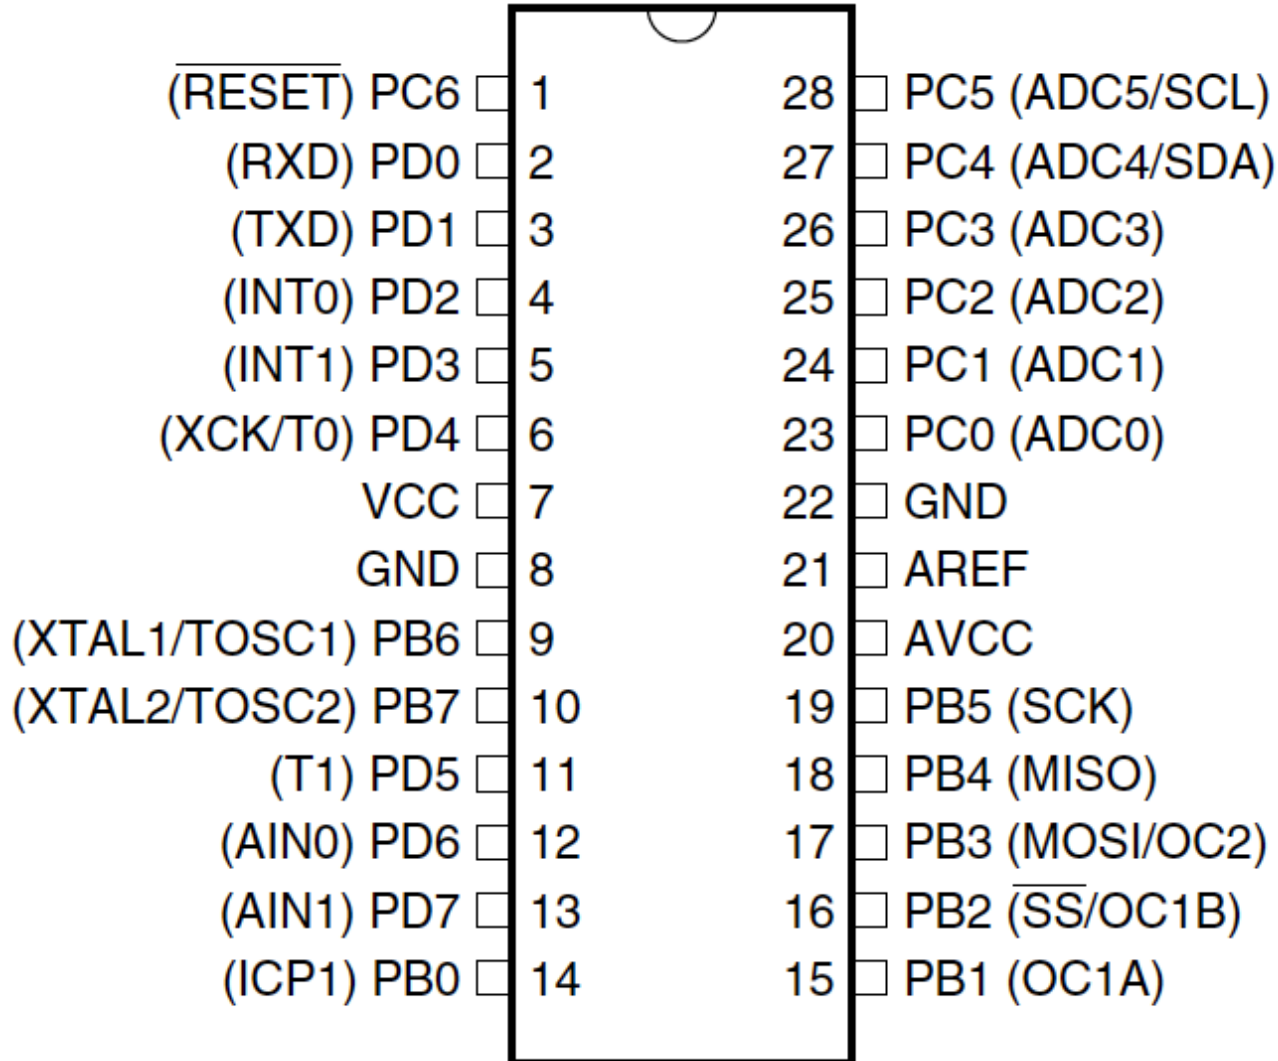 (RESET) PC6 1 28 PC5 (ADC5/SCL)
(RXD) PD0 2 27 PC4 (ADC4/SDA)
(TXD) PD1 3 26 PC3 (ADC3)
(INT0) PD2 4 25 PC2 (ADC2)
(INT1) PD3 5 24 PC1 (ADC1)
(XCK/T0) PD4 6 23 PC0 (ADC0)
VCC 7 22 GND
GND 8 21 AREF
(XTAL1/TOSC1) PB6 9 20 AVCC
(XTAL2/TOSC2) PB7 10 19 PB5 (SCK)
(T1) PD5 11 18 PB4 (MISO)
(AIN0) PD6 12 17 PB3 (MOSI/OC2)
(AIN1) PD7 13 16 PB2 (SS/OC1B)
(ICP1) PB0 14 15 PB1 (OC1A)